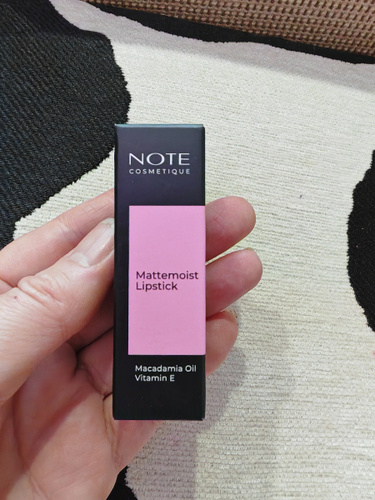 NOTE
COSMETIQUE
Mattemoist
Lipstick
Macadamia Oil
Vitamin E